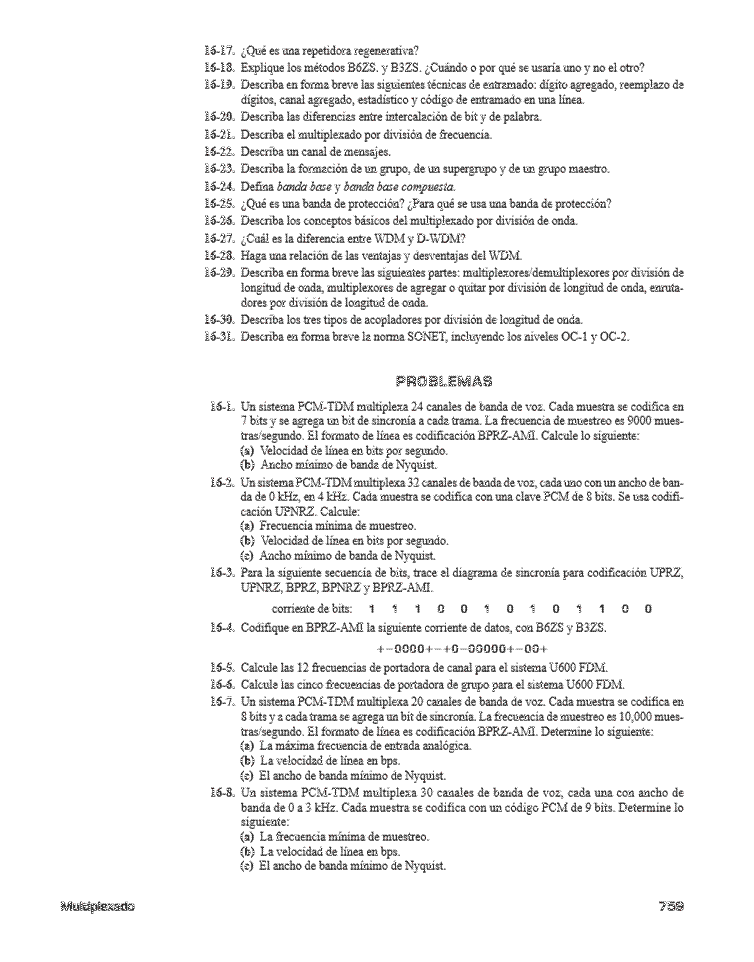 16-17. ¿Qué es una repetidora regenerativa?
16-18. Explique los métodos B6ZS. y B3ZS. ¿Cuándo o por qué se usaría uno y no el otro?
16-19. Describa en forma breve las siguientes técnicas de entramado: dígito agregado, reemplazo de
dígitos, canal agregado, estadístico y código de entramado en una línea.
16-20. Describa las diferencias entre intercalación de bit y de palabra.
16-21. Describa el multiplexado por división de frecuencia.
16-22. Describa un canal de mensajes.
16-23. Describa la formación de un grupo, de un supergrupo y de un grupo maestro.
16-24. Defina banda base y banda base compuesta.
16-25. ¿Qué es una banda de protección? ¿Para qué se usa una banda de protección?
16-26. Describa los conceptos básicos del multiplexado por división de onda.
16-27. ¿Cuál es la diferencia entre WDM y D-WDM?
16-28. Haga una relación de las ventajas y desventajas del WDM.
16-29. Describa en forma breve las siguientes partes: multiplexores/demultiplexores por división de
longitud de onda, multiplexores de agregar o quitar por división de longitud de onda, enruta-
dores por división de longitud de onda.
16-30. Describa los tres tipos de acopladores por división de longitud de onda.
16-31. Describa en forma breve la norma SONET, incluyendo los niveles OC-1 y OC-2.
PROBLEMAS
16-1. Un sistema PCM-TDM multiplexa 24 canales de banda de voz. Cada muestra se codifica en
7 bits y se agrega un bit de sincronía a cada trama. La frecuencia de muestreo es 9000 mues-
tras/segundo. El formato de línea es codificación BPRZ-AMI. Calcule lo siguiente:
(a) Velocidad de línea en bits por segundo.
(b) Ancho mínimo de banda de Nyquist.
16-2. Un sistema PCM-TDM multiplexa 32 canales de banda de voz, cada uno con un ancho de ban-
da de 0 kHz, en 4 kHz. Cada muestra se codifica con una clave PCM de 8 bits. Se usa codifi-
cación UPNRZ. Calcule:
(a) Frecuencia mínima de muestreo.
(b) Velocidad de línea en bits por segundo.
(c) Ancho mínimo de banda de Nyquist.
16-3. Para la siguiente secuencia de bits, trace el diagrama de sincronía para codificación UPRZ,
UPNRZ, BPRZ, BPNRZ y BPRZ-AMI.
corriente de bits: 1 1 1 0 0 1 0 1 0 1 1 0 0
16-4. Codifique en BPRZ-AMI la siguiente corriente de datos, con B6ZS y B3ZS.
+−0000+−+0−00000+−00+
16-5. Calcule las 12 frecuencias de portadora de canal para el sistema U600 FDM.
16-6. Calcule las cinco frecuencias de portadora de grupo para el sistema U600 FDM.
16-7. Un sistema PCM-TDM multiplexa 20 canales de banda de voz. Cada muestra se codifica en
8 bits y a cada trama se agrega un bit de sincronía. La frecuencia de muestreo es 10,000 mues-
tras/segundo. El formato de línea es codificación BPRZ-AMI. Determine lo siguiente:
(a) La máxima frecuencia de entrada analógica.
(b) La velocidad de línea en bps.
(c) El ancho de banda mínimo de Nyquist.
16-8. Un sistema PCM-TDM multiplexa 30 canales de banda de voz, cada una con ancho de
banda de 0 a 3 kHz. Cada muestra se codifica con un código PCM de 9 bits. Determine lo
siguiente:
(a) La frecuencia mínima de muestreo.
(b) La velocidad de línea en bps.
(c) El ancho de banda mínimo de Nyquist.
Multiplexado 759